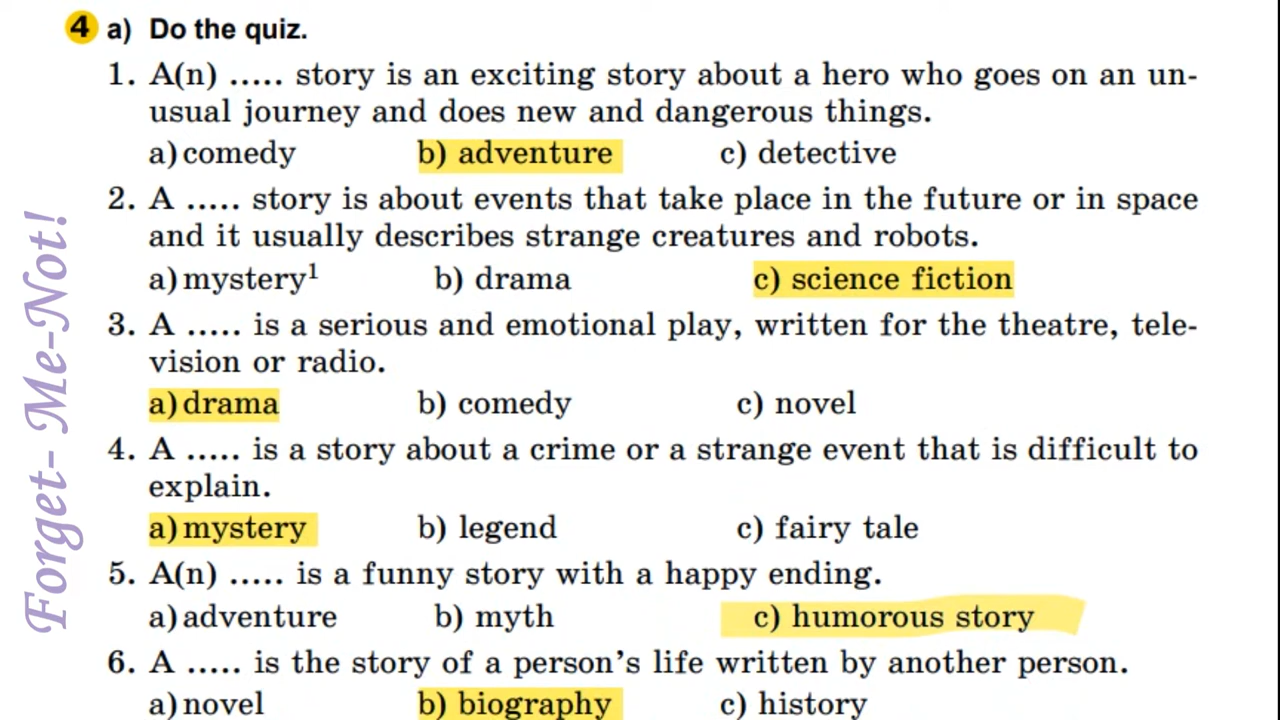 4 a) Do the quiz.
1. A(n) ..... story is an exciting story about a hero who goes on an un-
usual journey and does new and dangerous things.
a) comedy b) adventure c) detective
2. A ..... story is about events that take place in the future or in space
and it usually describes strange creatures and robots.
a) mystery¹ b) drama c) science fiction
3. A ..... is a serious and emotional play, written for the theatre, tele-
vision or radio.
a) drama b) comedy c) novel
4. A ..... is a story about a crime or a strange event that is difficult to
explain.
a) mystery b) legend c) fairy tale
5. A(n) ..... is a funny story with a happy ending.
a) adventure b) myth c) humorous story
6. A ..... is the story of a person's life written by another person.
a) novel b) biography c) history
Forget- Me-Not!